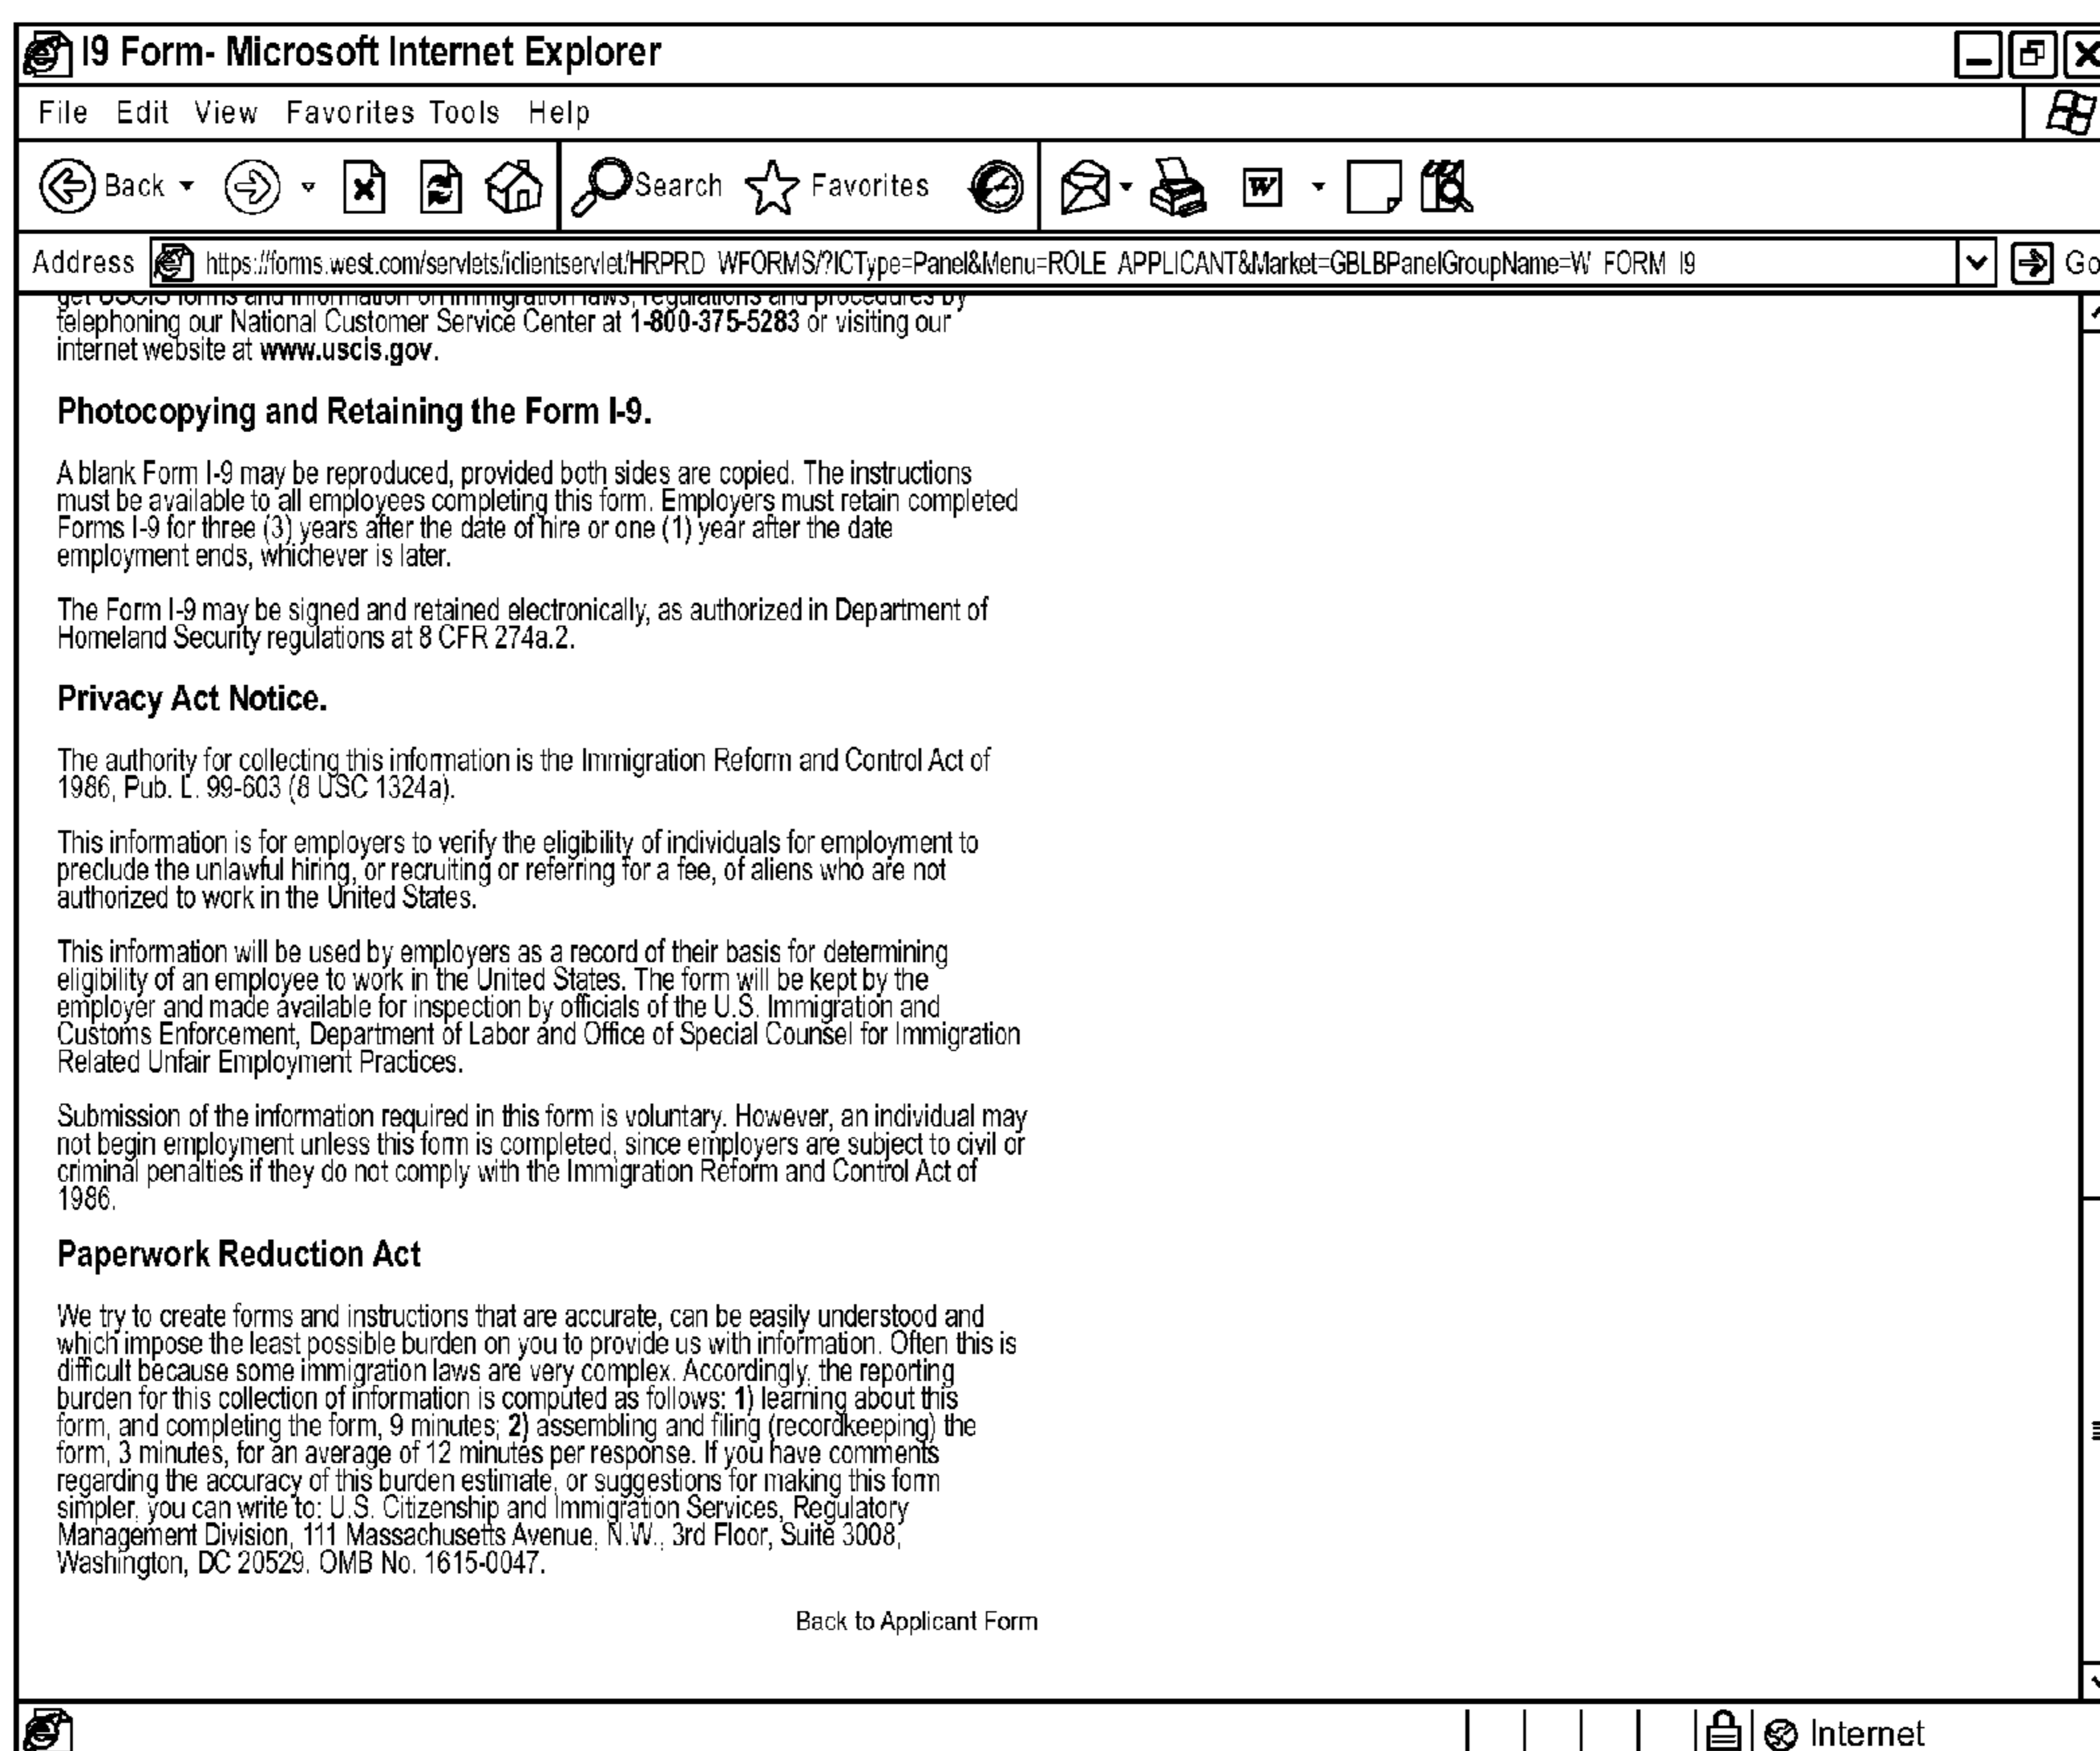 I9 Form- Microsoft Internet Explorer
File Edit View Favorites Tools Help
Back Search Favorites W
Address https://forms.west.com/servlets/iclientservlet/HRPRD WFORMS/?ICType=Panel&Menu=ROLE APPLICANT&Market=GBLBPanelGroupName=W FORM I9 Go
get USCIS forms and information on immigration laws, regulations and procedures by
telephoning our National Customer Service Center at 1-800-375-5283 or visiting our
internet website at www.uscis.gov.
Photocopying and Retaining the Form I-9.
A blank Form I-9 may be reproduced, provided both sides are copied. The instructions
must be available to all employees completing this form. Employers must retain completed
Forms I-9 for three (3) years after the date of hire or one (1) year after the date
employment ends, whichever is later.
The Form I-9 may be signed and retained electronically, as authorized in Department of
Homeland Security regulations at 8 CFR 274a.2.
Privacy Act Notice.
The authority for collecting this information is the Immigration Reform and Control Act of
1986, Pub. L. 99-603 (8 USC 1324a).
This information is for employers to verify the eligibility of individuals for employment to
preclude the unlawful hiring, or recruiting or referring for a fee, of aliens who are not
authorized to work in the United States.
This information will be used by employers as a record of their basis for determining
eligibility of an employee to work in the United States. The form will be kept by the
employer and made available for inspection by officials of the U.S. Immigration and
Customs Enforcement, Department of Labor and Office of Special Counsel for Immigration
Related Unfair Employment Practices.
Submission of the information required in this form is voluntary. However, an individual may
not begin employment unless this form is completed, since employers are subject to civil or
criminal penalties if they do not comply with the Immigration Reform and Control Act of
1986.
Paperwork Reduction Act
We try to create forms and instructions that are accurate, can be easily understood and
which impose the least possible burden on you to provide us with information. Often this is
difficult because some immigration laws are very complex. Accordingly, the reporting
burden for this collection of information is computed as follows: 1) learning about this
form, and completing the form, 9 minutes; 2) assembling and filing (recordkeeping) the
form, 3 minutes, for an average of 12 minutes per response. If you have comments
regarding the accuracy of this burden estimate, or suggestions for making this form
simpler, you can write to: U.S. Citizenship and Immigration Services, Regulatory
Management Division, 111 Massachusetts Avenue, N.W., 3rd Floor, Suite 3008,
Washington, DC 20529. OMB No. 1615-0047.
Back to Applicant Form
Internet